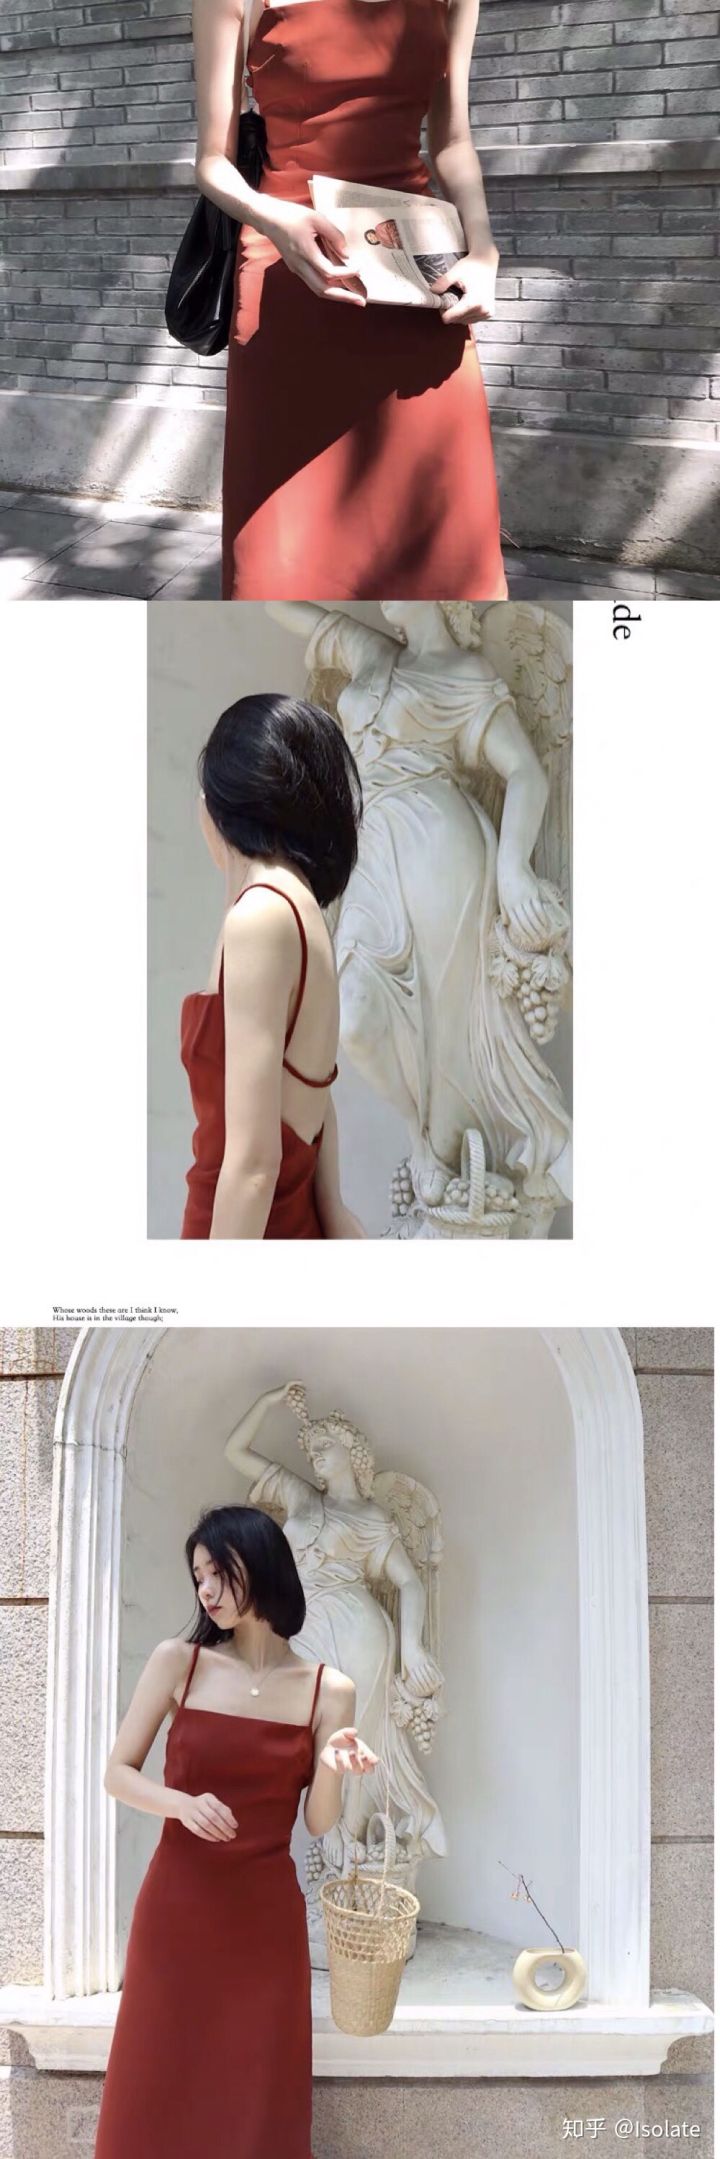 de
Whose woods these are I think I know,
His house is in the village though;
知乎 @Isolate